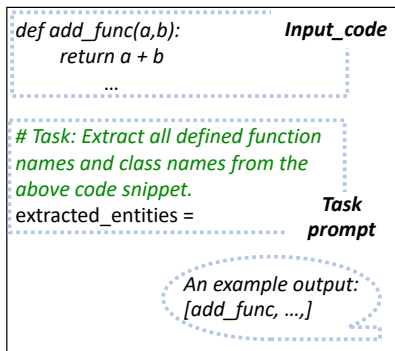 def add_func(a,b):
Input_code
return a + b
...
# Task: Extract all defined function
names and class names from the
above code snippet.
extracted_entities =
Task
prompt
An example output:
[add_func, ...,]